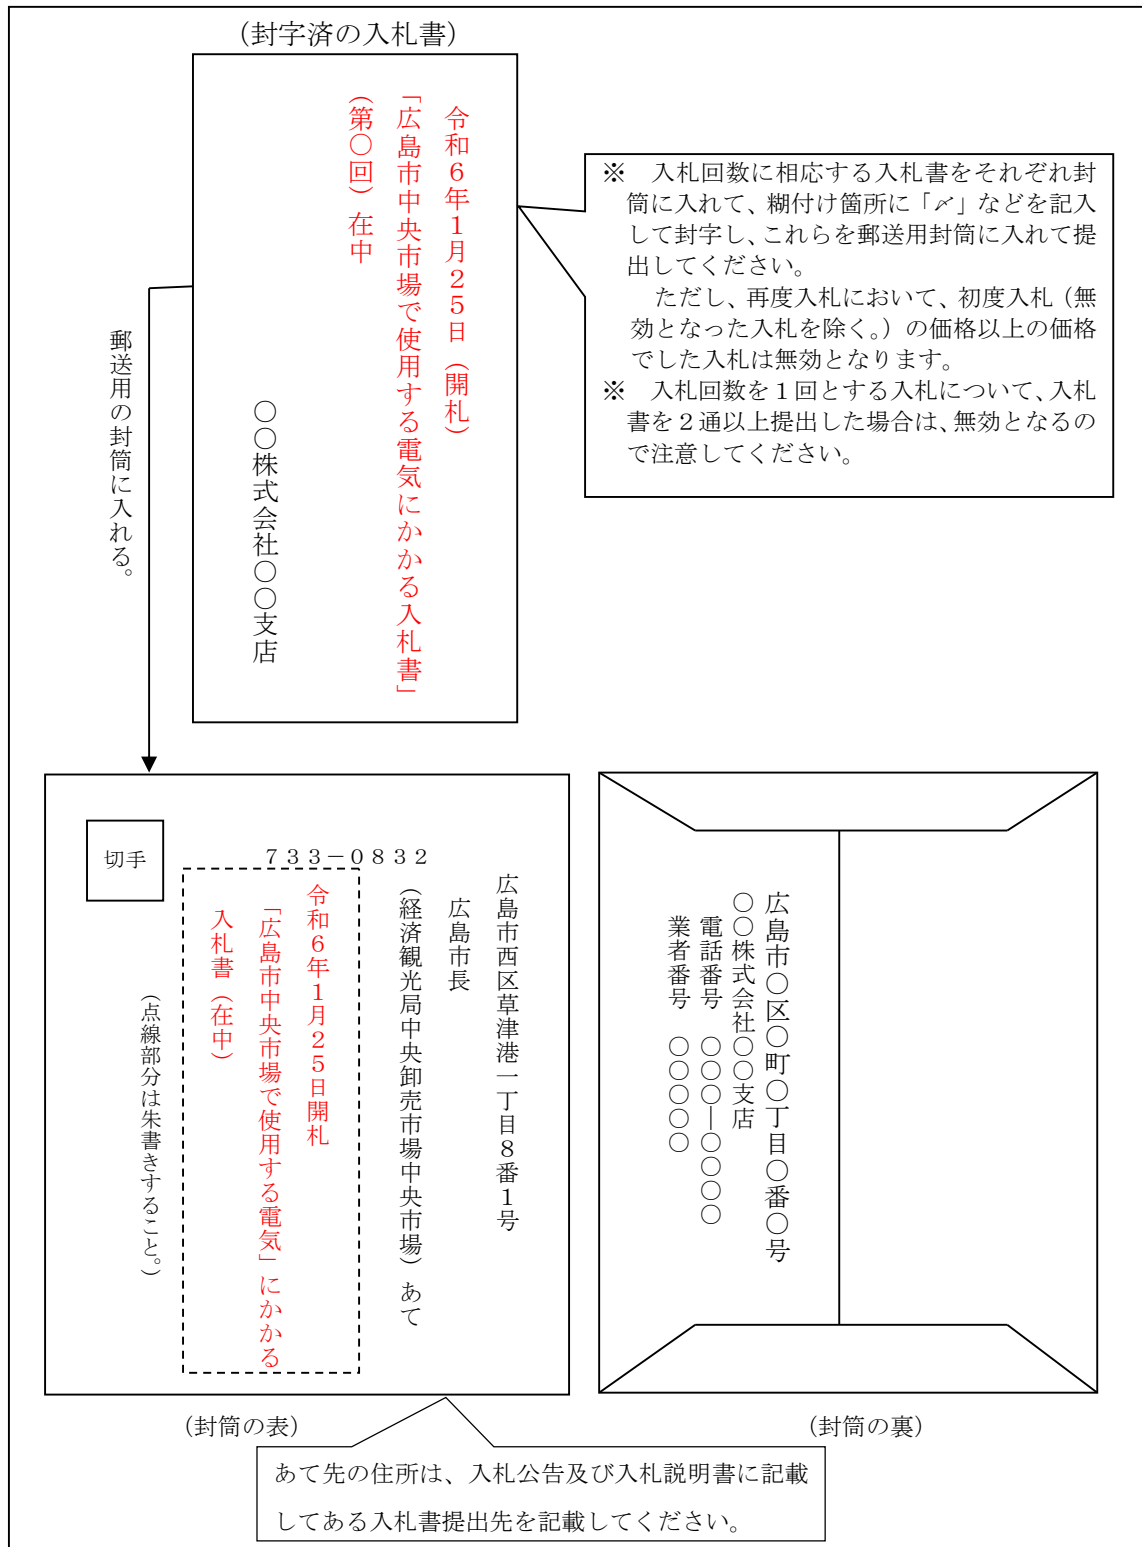 （封字済の入札書）
令和６年１月２５日（開札）
「広島市中央市場で使用する電気にかかる入札書」
（第〇回）在中
〇〇株式会社〇〇支店
※　入札回数に相応する入札書をそれぞれ封
筒に入れて、糊付け箇所に「〆」などを記入
して封字し、これらを郵送用封筒に入れて提
出してください。
ただし、再度入札において、初度入札（無
効となった入札を除く。）の価格以上の価格
でした入札は無効となります。
※　入札回数を１回とする入札について、入札
書を２通以上提出した場合は、無効となるの
で注意してください。
郵送用の封筒に入れる。
切手
７３３－０８３２
広島市西区草津港一丁目８番１号
広島市長
（経済観光局中央卸売市場中央市場）あて
令和６年１月２５日開札
「広島市中央市場で使用する電気」にかかる
入札書（在中）
（点線部分は朱書きすること。）
広島市〇区〇町〇丁目〇番〇号
〇〇株式会社〇〇支店
電話番号　〇〇〇―〇〇〇〇
業者番号　〇〇〇〇〇
（封筒の表）
（封筒の裏）
あて先の住所は、入札公告及び入札説明書に記載
してある入札書提出先を記載してください。